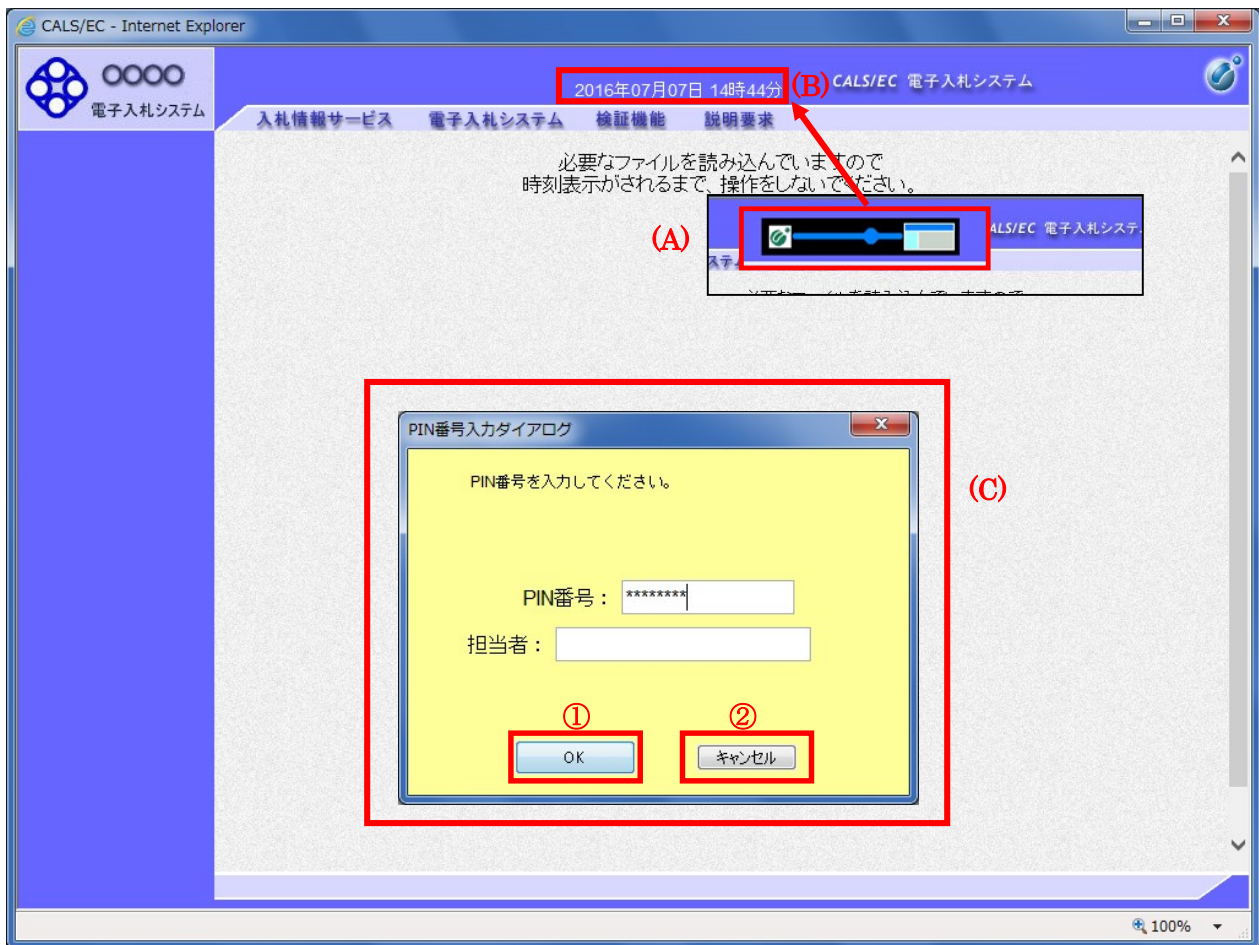 CALS/EC - Internet Explorer
○○○○
電子入札システム
2016年07月07日 14時44分
(B)
CALS/EC 電子入札システム
入札情報サービス 電子入札システム 検証機能 説明要求
必要なファイルを読み込んでいますので
時刻表示がされるまで、操作をしないでください。
(A)
ALS/EC 電子入札システ
ステ
(C)
PIN番号入力ダイアログ
PIN番号を入力してください。
PIN番号： ********
担当者：
① ②
OK キャンセル
100%